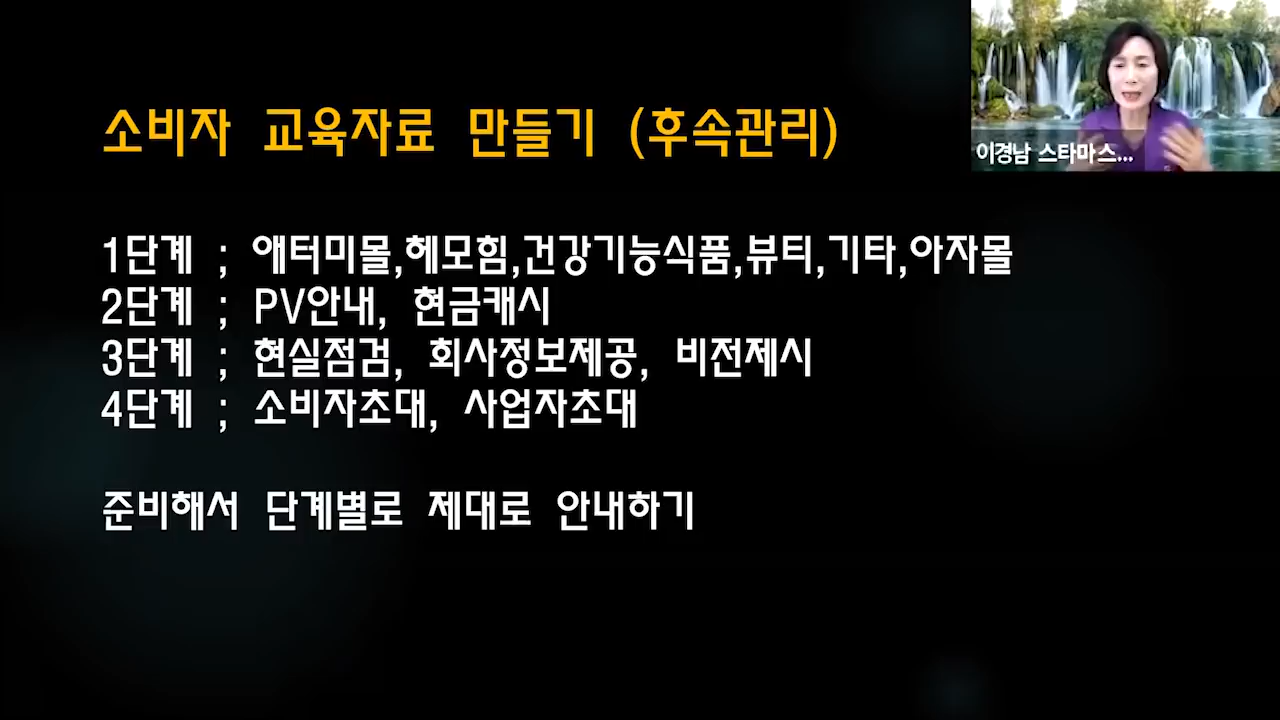 소비자 교육자료 만들기 (후속관리)
이경남 스타마스...
1단계 ; 애터미몰,헤모힘,건강기능식품,뷰티,기타,아자몰
2단계 ; PV안내, 현금캐시
3단계 ; 현실점검, 회사정보제공, 비전제시
4단계 ; 소비자초대, 사업자초대
준비해서 단계별로 제대로 안내하기